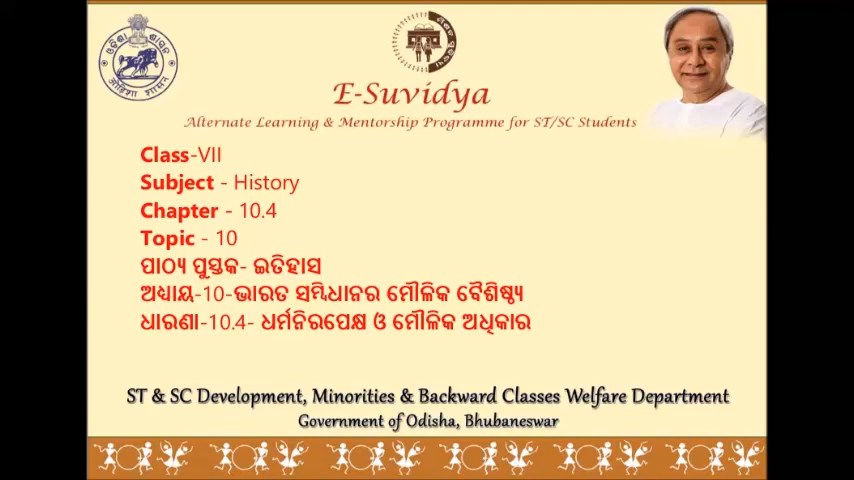 E-Suvidya
Alternate Learning & Mentorship Programme for ST/SC Students
Class-VII
Subject - History
Chapter - 10.4
Topic - 10
ପାଠ୍ୟ ପୁସ୍ତକ- ଇତିହାସ
ଅଧ୍ୟାୟ-10-ଭାରତ ସମ୍ବିଧାନର ମୌଳିକ ବୈଶିଷ୍ଟ୍ୟ
ଧାରଣା-10.4- ଧର୍ମନିରପେକ୍ଷ ଓ ମୌଳିକ ଅଧିକାର
ST & SC Development, Minorities & Backward Classes Welfare Department
Government of Odisha, Bhubaneswar